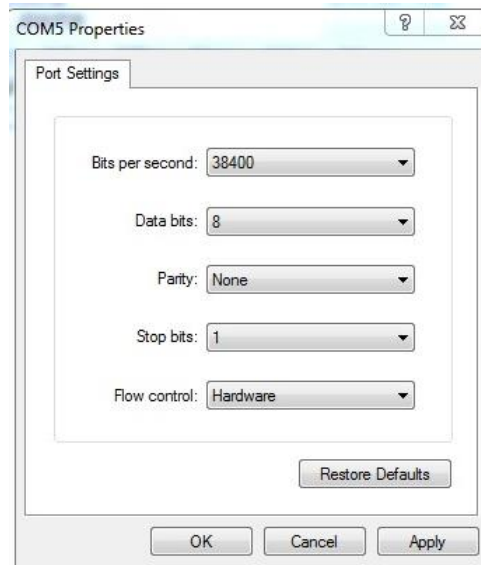 COM5 Properties
Port Settings
Bits per second: 38400
Data bits: 8
Parity: None
Stop bits: 1
Flow control: Hardware
Restore Defaults
OK Cancel Apply